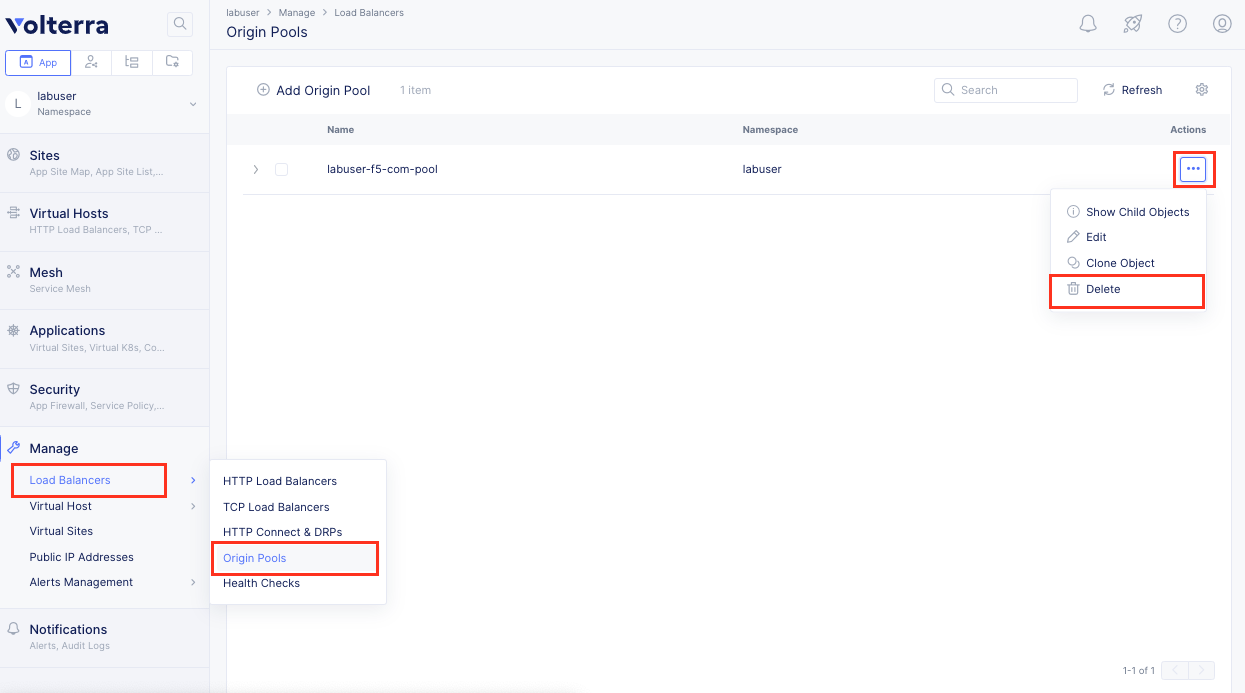 Volterra
App
L
labuser
Namespace
Sites
App Site Map, App Site List,...
Virtual Hosts
HTTP Load Balancers, TCP ...
Mesh
Service Mesh
Applications
Virtual Sites, Virtual K8s, Co...
Security
App Firewall, Service Policy,...
Manage
Load Balancers
Virtual Host
Virtual Sites
Public IP Addresses
Alerts Management
Notifications
Alerts, Audit Logs
HTTP Load Balancers
TCP Load Balancers
HTTP Connect & DRPs
Origin Pools
Health Checks
labuser > Manage > Load Balancers
Origin Pools
Add Origin Pool 1 item Search Refresh
Name Namespace Actions
labuser-f5-com-pool labuser
Show Child Objects
Edit
Clone Object
Delete
1-1 of 1